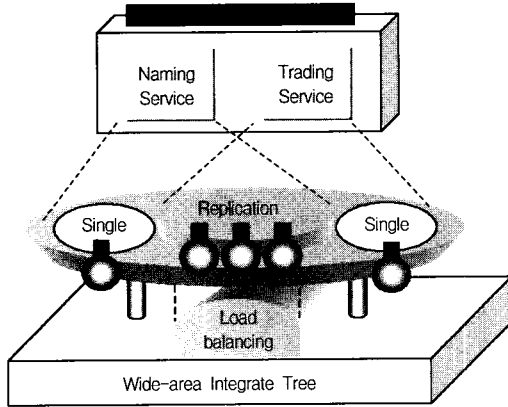 Naming
Service
Trading
Service
Single
Replication
Single
Load
balancing
Wide-area Integrate Tree